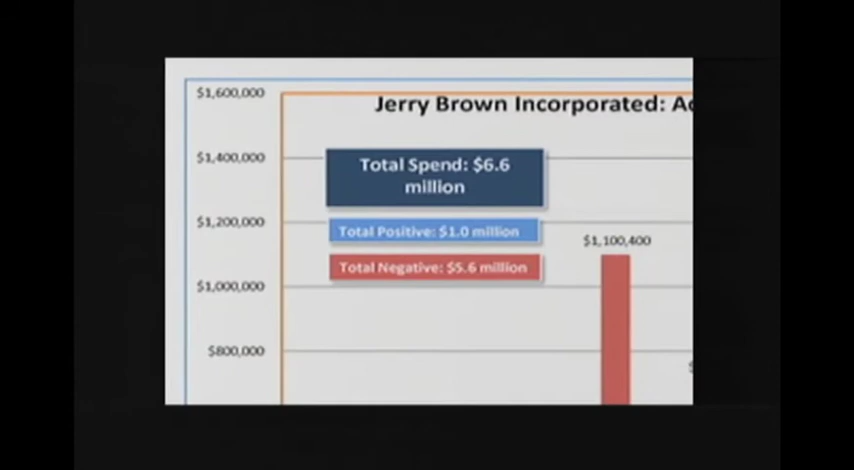 $1,600,000
Jerry Brown Incorporated:
$1,400,000
Total Spend: $6.6
million
$1,200,000
Total Positive: $1.0 million
$1,100,400
Total Negative: $5.6 million
$1,000,000
$800,000